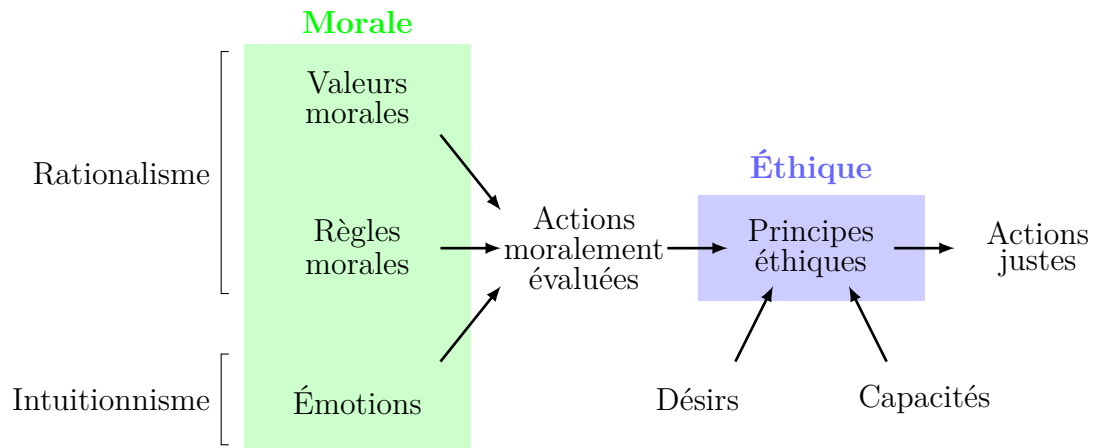 Morale
Valeurs
morales
Rationalisme
Éthique
Règles
morales
Actions
moralement
évaluées
Principes
éthiques
Actions
justes
Intuitionnisme
Émotions
Désirs
Capacités